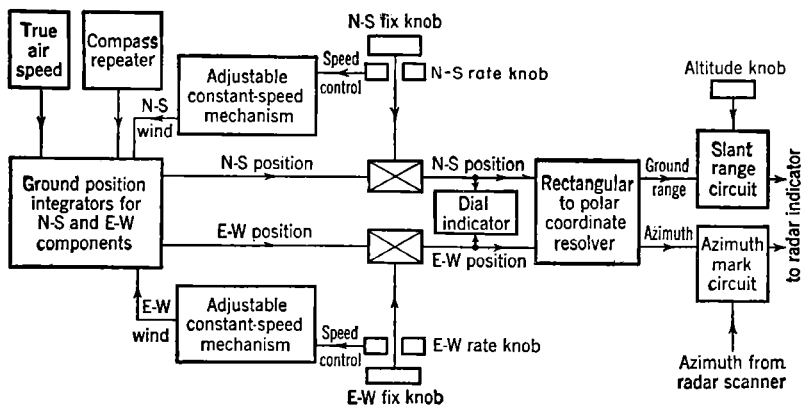 True
air
speed
Compass
repeater
N-S
wind
Adjustable
constant-speed
mechanism
Speed
control
N-S fix knob
N-S rate knob
Altitude knob
Ground position
integrators for
N-S and E-W
components
N-S position
N-S position
Dial
indicator
E-W position
E-W position
Rectangular
to polar
coordinate
resolver
Ground
range
Slant
range
circuit
Azimuth
Azimuth
mark
circuit
to radar indicator
E-W
wind
Adjustable
constant-speed
mechanism
Speed
control
E-W rate knob
E-W fix knob
Azimuth from
radar scanner